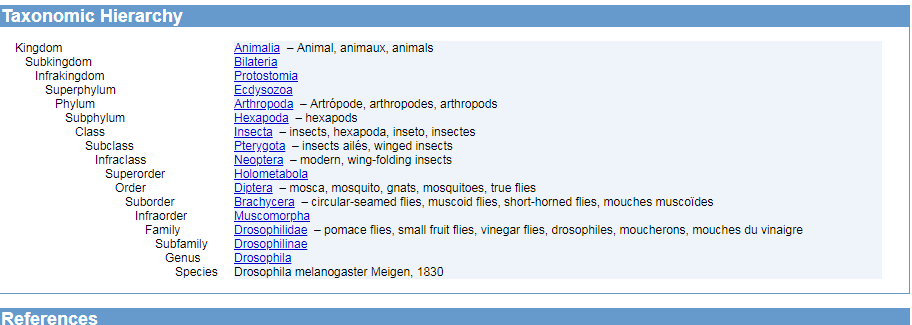 Taxonomic Hierarchy
Kingdom Animalia – Animal, animaux, animals
Subkingdom Bilateria
Infrakingdom Protostomia
Superphylum Ecdysozoa
Phylum Arthropoda – Artrópode, arthropodes, arthropods
Subphylum Hexapoda – hexapods
Class Insecta – insects, hexapoda, inseto, insectes
Subclass Pterygota – insects ailés, winged insects
Infraclass Neoptera – modern, wing-folding insects
Superorder Holometabola
Order Diptera – mosca, mosquito, gnats, mosquitoes, true flies
Suborder Brachycera – circular-seamed flies, muscoid flies, short-horned flies, mouches muscoïdes
Infraorder Muscomorpha
Family Drosophilidae – pomace flies, small fruit flies, vinegar flies, drosophiles, moucherons, mouches du vinaigre
Subfamily Drosophilinae
Genus Drosophila
Species Drosophila melanogaster Meigen, 1830
References